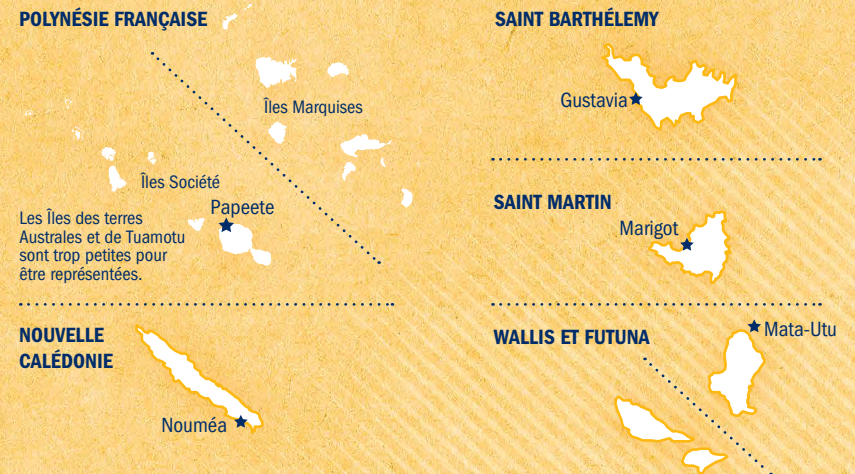 POLYNÉSIE FRANÇAISE
Îles Marquises
Îles Société
Papeete
Les Îles des terres
Australes et de Tuamotu
sont trop petites pour
être représentées.
NOUVELLE
CALÉDONIE
Nouméa
SAINT BARTHÉLEMY
Gustavia
SAINT MARTIN
Marigot
WALLIS ET FUTUNA
Mata-Utu